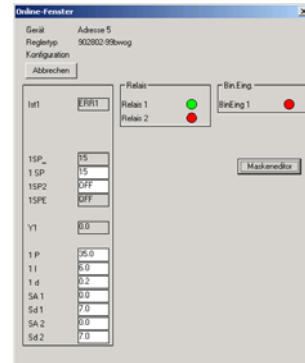 Online-Fenster
Gerät Adresse 5
Reglertyp 902802-99bwog
Konfiguration
Abbrechen
Relais
Bin.Eing.
Ist1 ERR1
Relais 1
BinEing 1
Relais 2
1SP_ 15
1 SP 15
1SP2 OFF
1SPE OFF
Maskeneditor
Y1 0.0
1 P 35.0
1 I 6.0
1 d 0.2
SA 1 0.0
Sd 1 7.0
SA 2 0.0
Sd 2 7.0